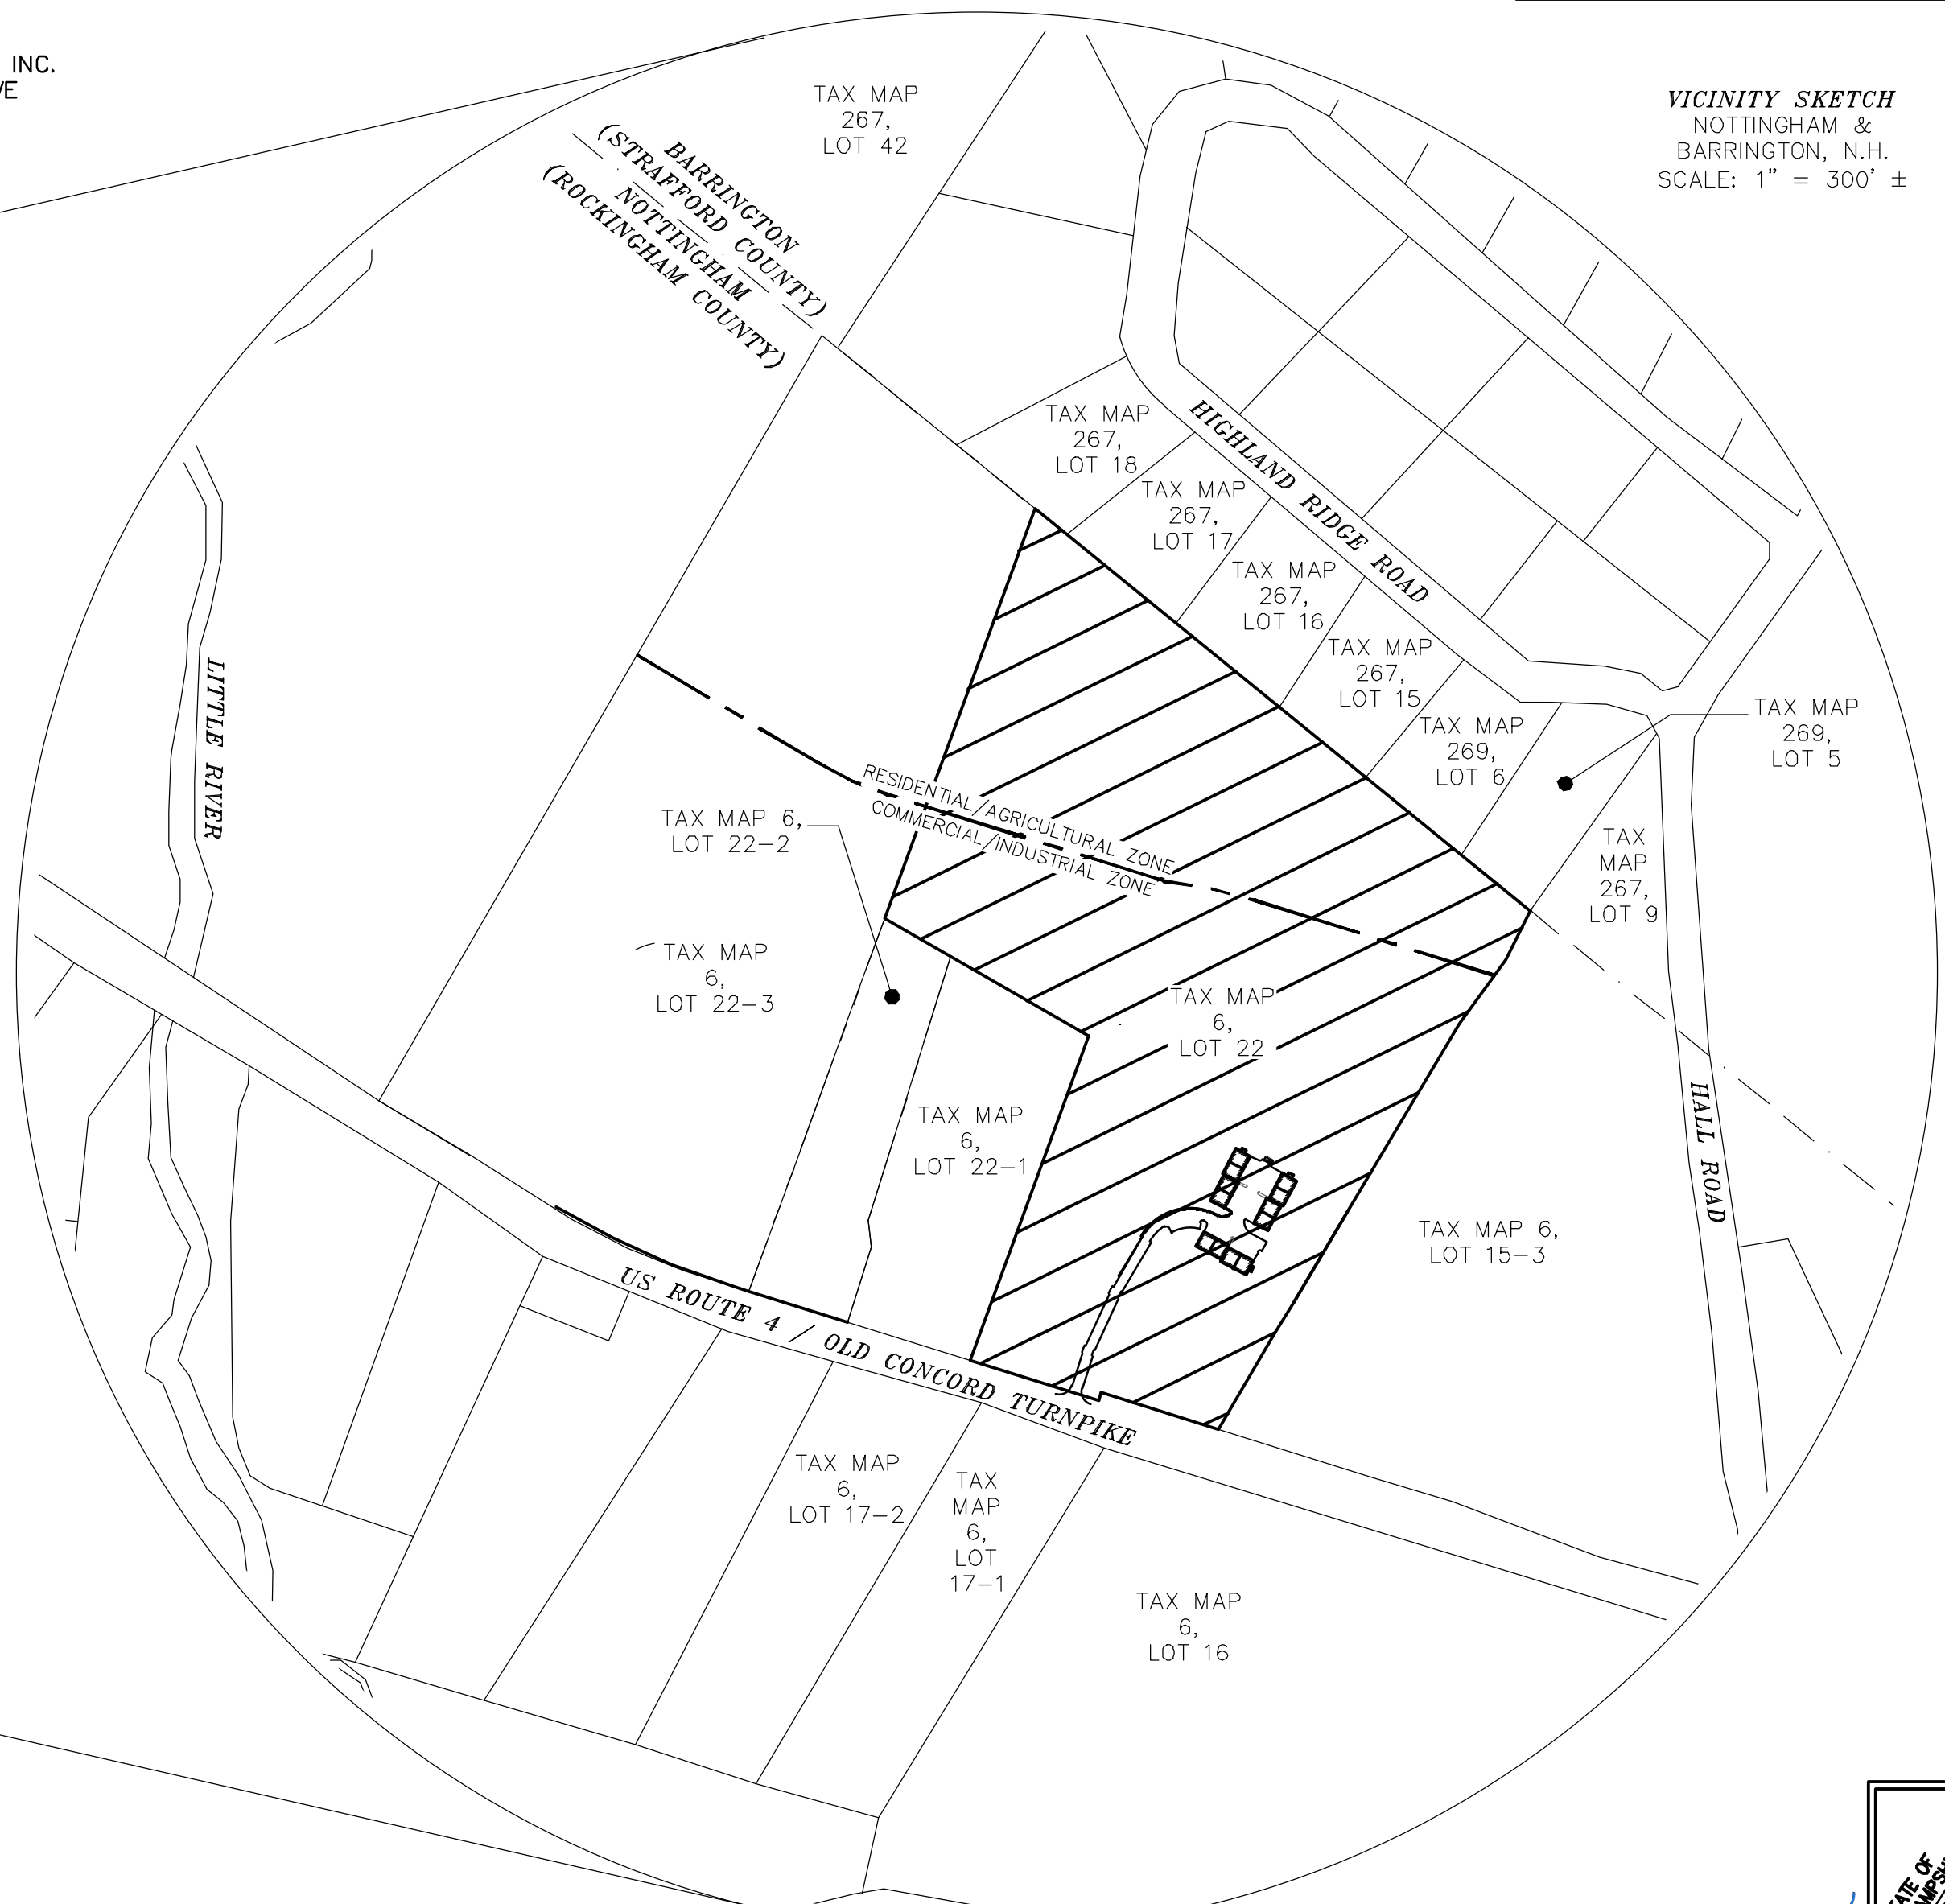 INC.
VICINITY SKETCH
NOTTINGHAM &
BARRINGTON, N.H.
SCALE: 1" = 300' ±
TAX MAP
267,
LOT 42
BARRINGTON
(STRAFFORD COUNTY)
NOTTINGHAM
(ROCKINGHAM COUNTY)
TAX MAP
267,
LOT 18
HIGHLAND RIDGE ROAD
TAX MAP
267,
LOT 17
TAX MAP
267,
LOT 16
TAX MAP
267,
LOT 15
TAX MAP
269,
LOT 6
TAX MAP
269,
LOT 5
TAX
MAP
267,
LOT 9
LITTLE RIVER
RESIDENTIAL/AGRICULTURAL ZONE
COMMERCIAL/INDUSTRIAL ZONE
TAX MAP 6,
LOT 22-2
TAX MAP
6,
LOT 22-3
TAX MAP
6,
LOT 22
TAX MAP
6,
LOT 22-1
HALL ROAD
TAX MAP 6,
LOT 15-3
US ROUTE 4 / OLD CONCORD TURNPIKE
TAX MAP
6,
LOT 17-2
TAX
MAP
6,
LOT
17-1
TAX MAP
6,
LOT 16